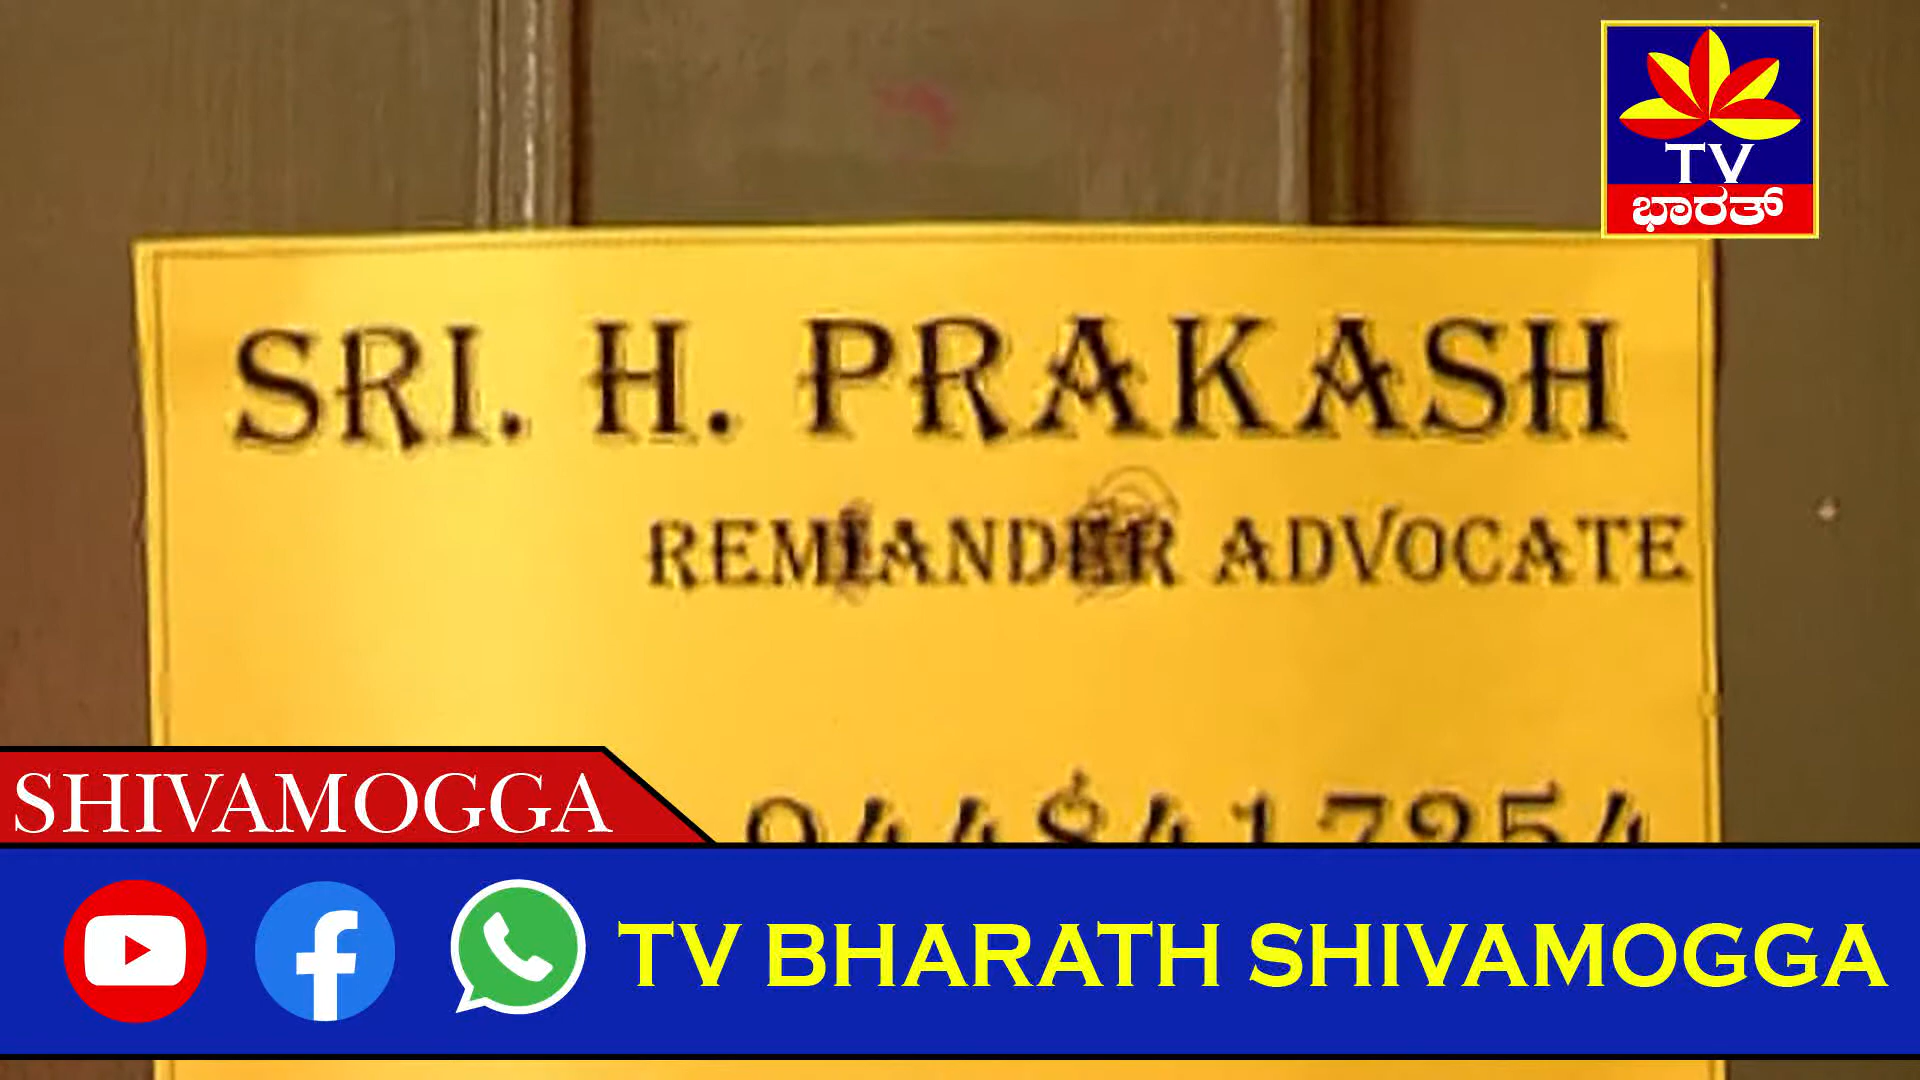 TV
ಭಾರತ್
SRI. H. PRAKASH
REMIANDER ADVOCATE
SHIVAMOGGA
TV BHARATH SHIVAMOGGA